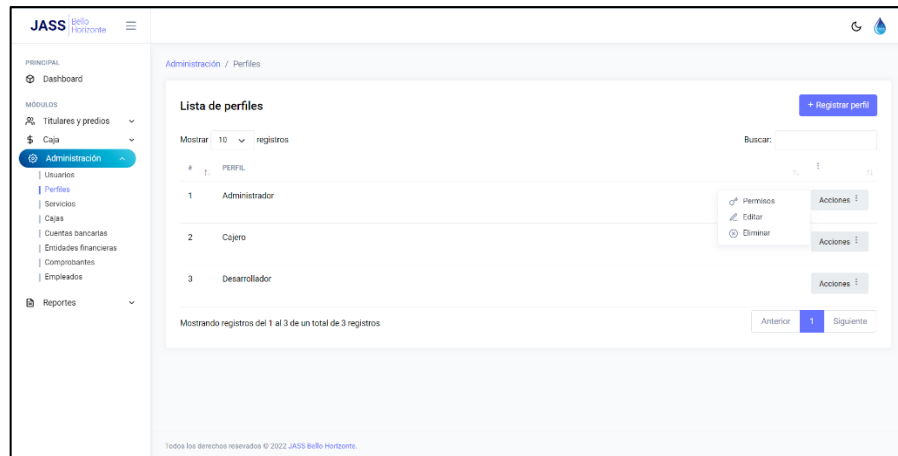 JASS Bello Horizonte
Administración / Perfiles
PRINCIPAL
Dashboard
MÓDULOS
Titulares y predios
$ Caja
Administración
Usuarios
Perfiles
Servicios
Cajas
Cuentas bancarias
Entidades financieras
Comprobantes
Empleados
Reportes
Lista de perfiles
+ Registrar perfil
Mostrar 10 registros
Buscar:
# PERFIL
1 Administrador Acciones
Permisos
Editar
Eliminar
2 Cajero Acciones
3 Desarrollador Acciones
Mostrando registros del 1 al 3 de un total de 3 registros
Anterior 1 Siguiente
Todos los derechos resevados © 2022 JASS Bello Horizonte.